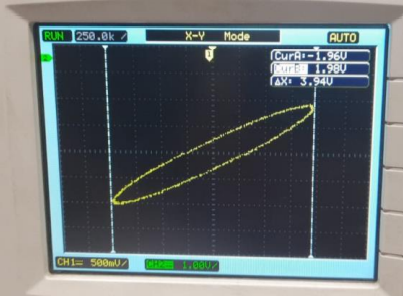 RUN 250.0k / X-Y Mode AUTO
CurA:-1.96V
CurB: 1.98V
ΔX: 3.94V
CH1= 500mV/ CH2= 1.00V/